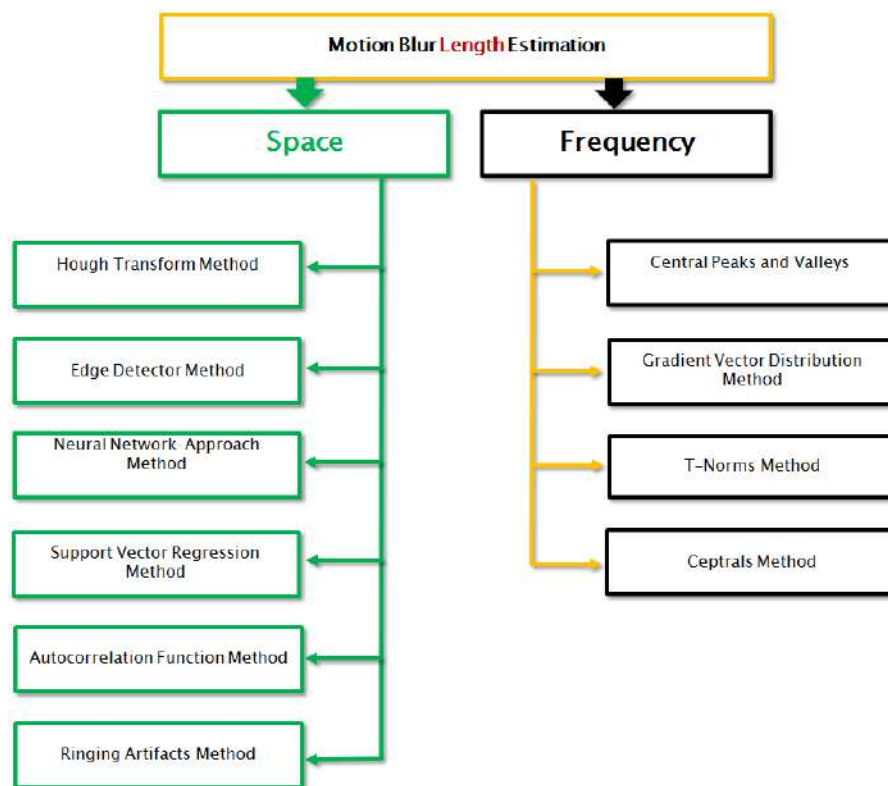 Motion Blur Length Estimation
Space
Frequency
Hough Transform Method
Edge Detector Method
Neural Network-Approach
Method
Support Vector Regression
Method
Autocorrelation Function Method
Ringing Artifacts Method
Central Peaks and Valleys
Gradient Vector Distribution
Method
T-Norms Method
Ceptrals Method